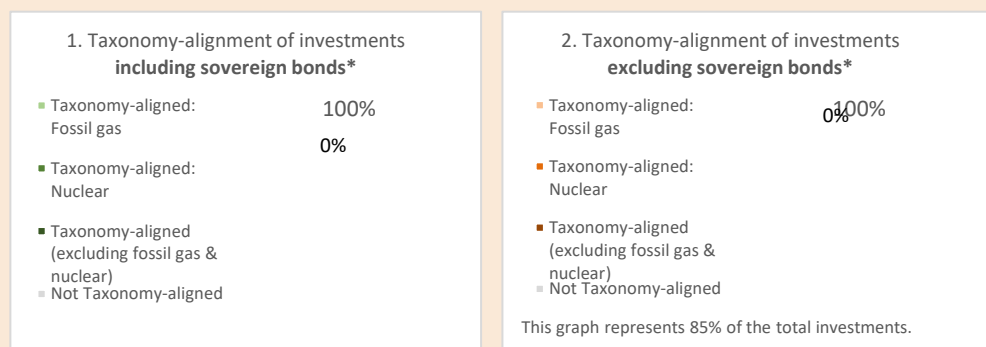 1. Taxonomy-alignment of investments
including sovereign bonds*
Taxonomy-aligned:
Fossil gas
Taxonomy-aligned:
Nuclear
Taxonomy-aligned
(excluding fossil gas &
nuclear)
Not Taxonomy-aligned
100%
0%
2. Taxonomy-alignment of investments
excluding sovereign bonds*
Taxonomy-aligned:
Fossil gas
Taxonomy-aligned:
Nuclear
Taxonomy-aligned
(excluding fossil gas &
nuclear)
Not Taxonomy-aligned
0%
100%
This graph represents 85% of the total investments.